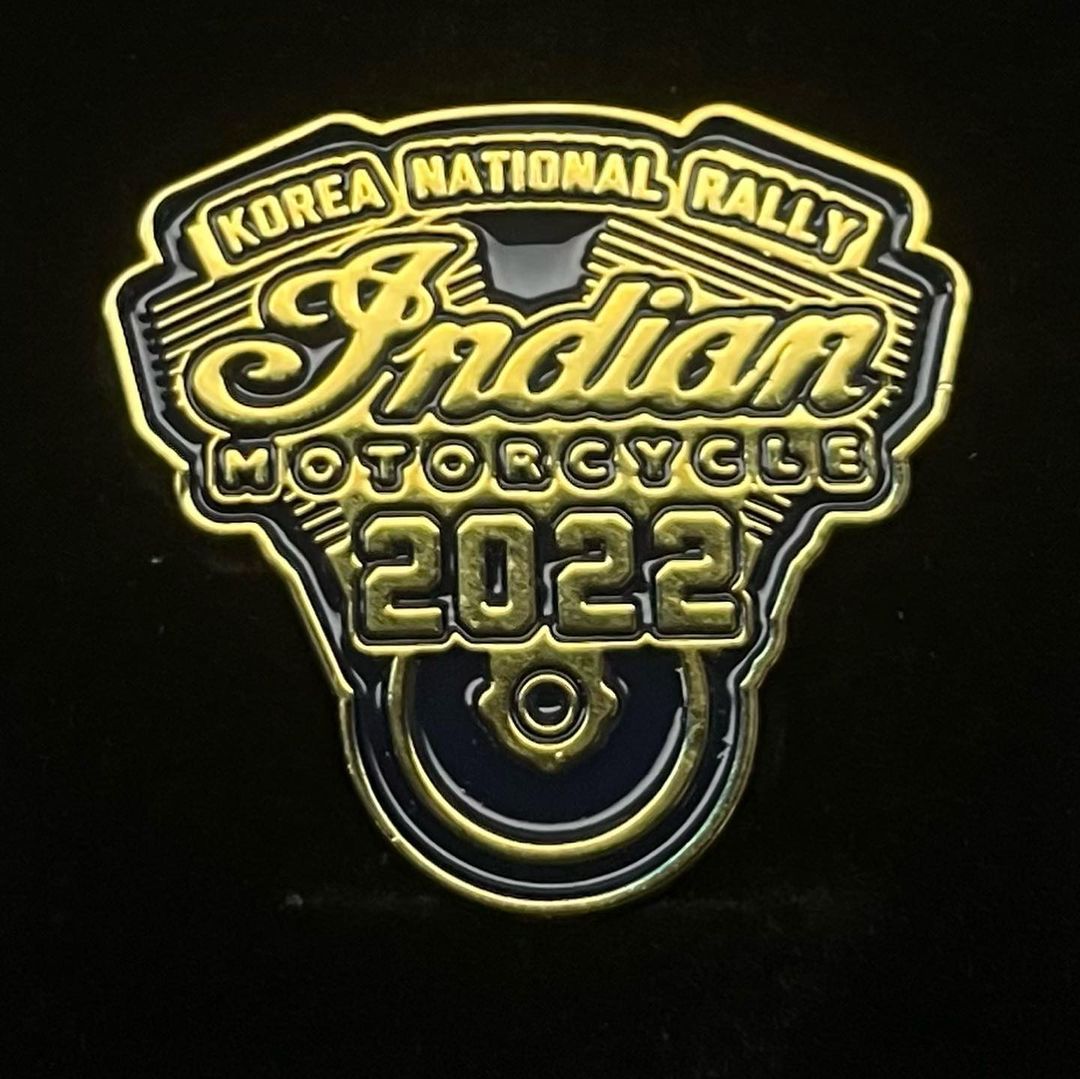 KOREA NATIONAL RALLY
Indian
MOTORCYCLE
2022